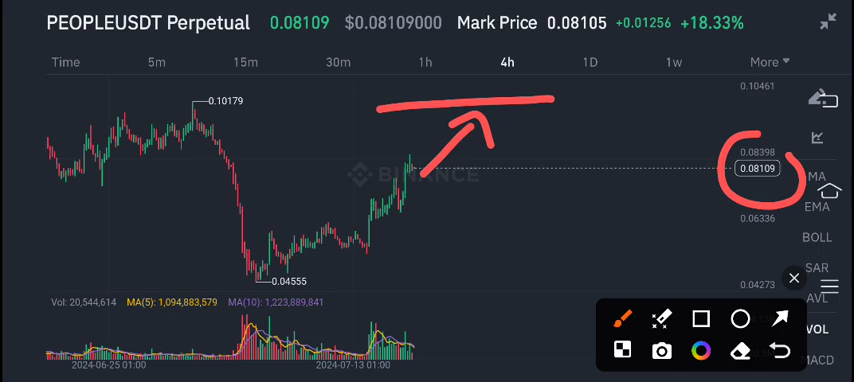 PEOPLEUSDT Perpetual 0.08109 $0.08109000 Mark Price 0.08105 +0.01256 +18.33%
Time 5m 15m 30m 1h 4h 1D 1w More
0.10461
0.10179
0.08398
0.08109
BINANCE
MA
EMA
0.06336
BOLL
SAR
0.04555
0.04273
AVL
Vol: 20,544,614 MA(5): 1,094,883,579 MA(10): 1,223,889,841
VOL
MACD
2024-06-25 01:00 2024-07-13 01:00